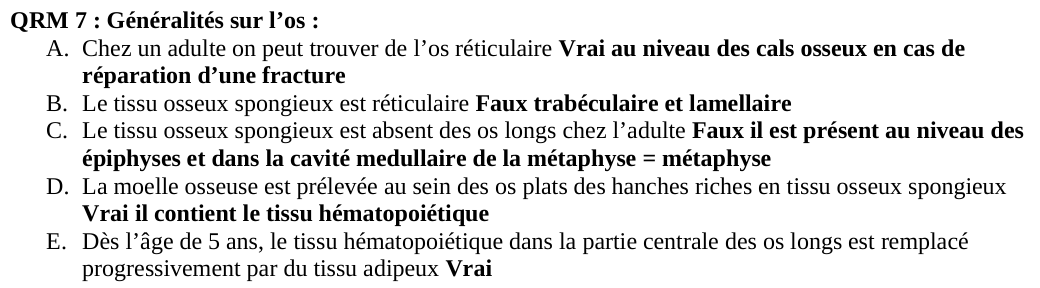 QRM 7 : Généralités sur l’os :
A. Chez un adulte on peut trouver de l’os réticulaire Vrai au niveau des cals osseux en cas de
réparation d’une fracture
B. Le tissu osseux spongieux est réticulaire Faux trabéculaire et lamellaire
C. Le tissu osseux spongieux est absent des os longs chez l’adulte Faux il est présent au niveau des
épiphyses et dans la cavité medullaire de la métaphyse = métaphyse
D. La moelle osseuse est prélevée au sein des os plats des hanches riches en tissu osseux spongieux
Vrai il contient le tissu hématopoiétique
E. Dès l’âge de 5 ans, le tissu hématopoiétique dans la partie centrale des os longs est remplacé
progressivement par du tissu adipeux Vrai